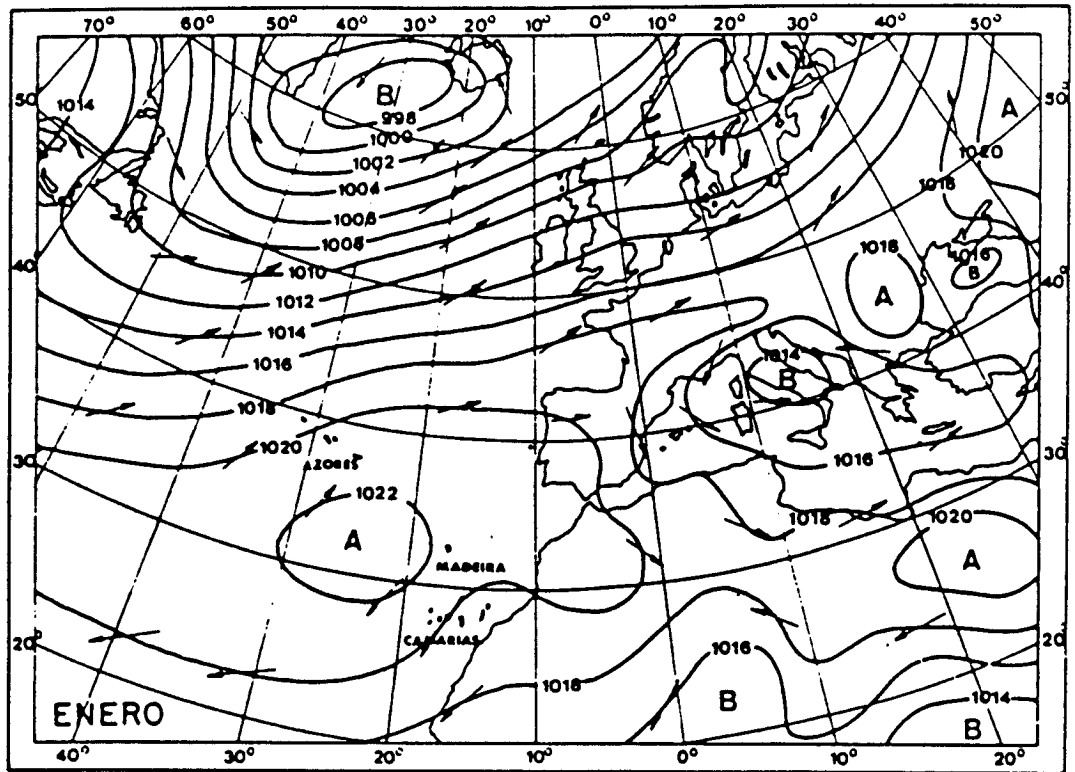 70° 60° 50° 40° 30° 20° 10° 0° 10° 20° 30° 40° 50°
50° 1014 B 998 A 50°
1000
1002 1020
1004 1018
1006
1008 1018 1016
B
40° 1010 A 40°
1012
1014
1016 1014
B
1018
1020 1016
30° AZORES 30°
1022 1018 1020
A A
MADEIRA
20° CANARIAS 20°
1016
1018 B 1014
ENERO B
40° 30° 20° 10° 0° 10° 20°